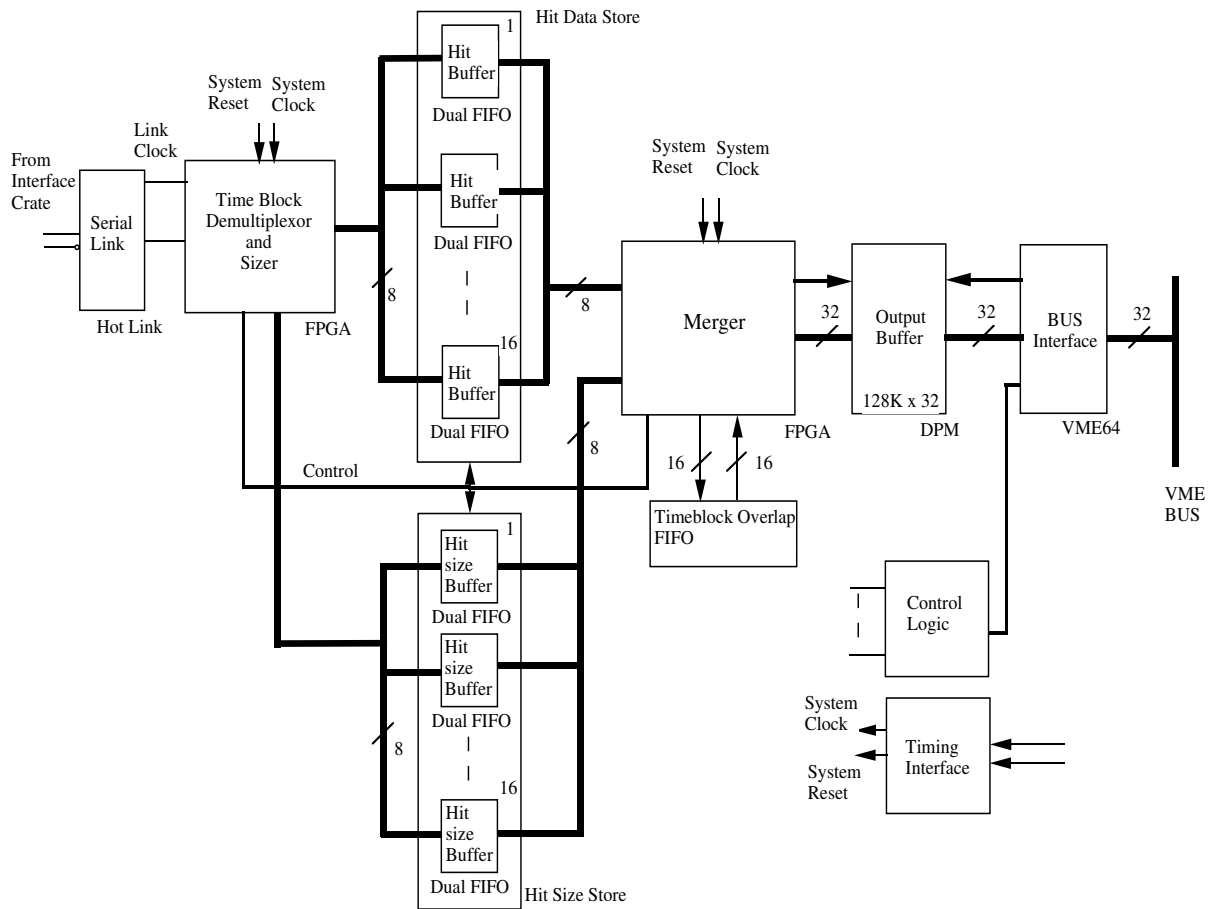 Hit Data Store
1
Hit
Buffer
Dual FIFO
System
Reset
System
Clock
Link
Clock
From
Interface
Crate
Serial
Link
Hot Link
Time Block
Demultiplexor
and
Sizer
FPGA
8
Hit
Buffer
Dual FIFO
16
Hit
Buffer
Dual FIFO
8
System
Reset
System
Clock
Merger
FPGA
32
Output
Buffer
128K x 32
DPM
32
BUS
Interface
VME64
32
VME
BUS
8
Control
16
16
Timeblock Overlap
FIFO
1
Hit
size
Buffer
Dual FIFO
Hit
size
Buffer
Dual FIFO
8
16
Hit
size
Buffer
Dual FIFO
Hit Size Store
Control
Logic
System
Clock
Timing
Interface
System
Reset